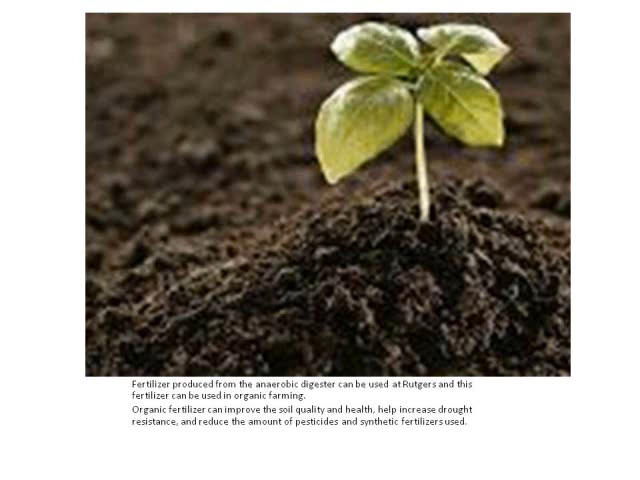 Fertilizer produced from the anaerobic digester can be used at Rutgers and this
fertilizer can be used in organic farming.
Organic fertilizer can improve the soil quality and health, help increase drought
resistance, and reduce the amount of pesticides and synthetic fertilizers used.